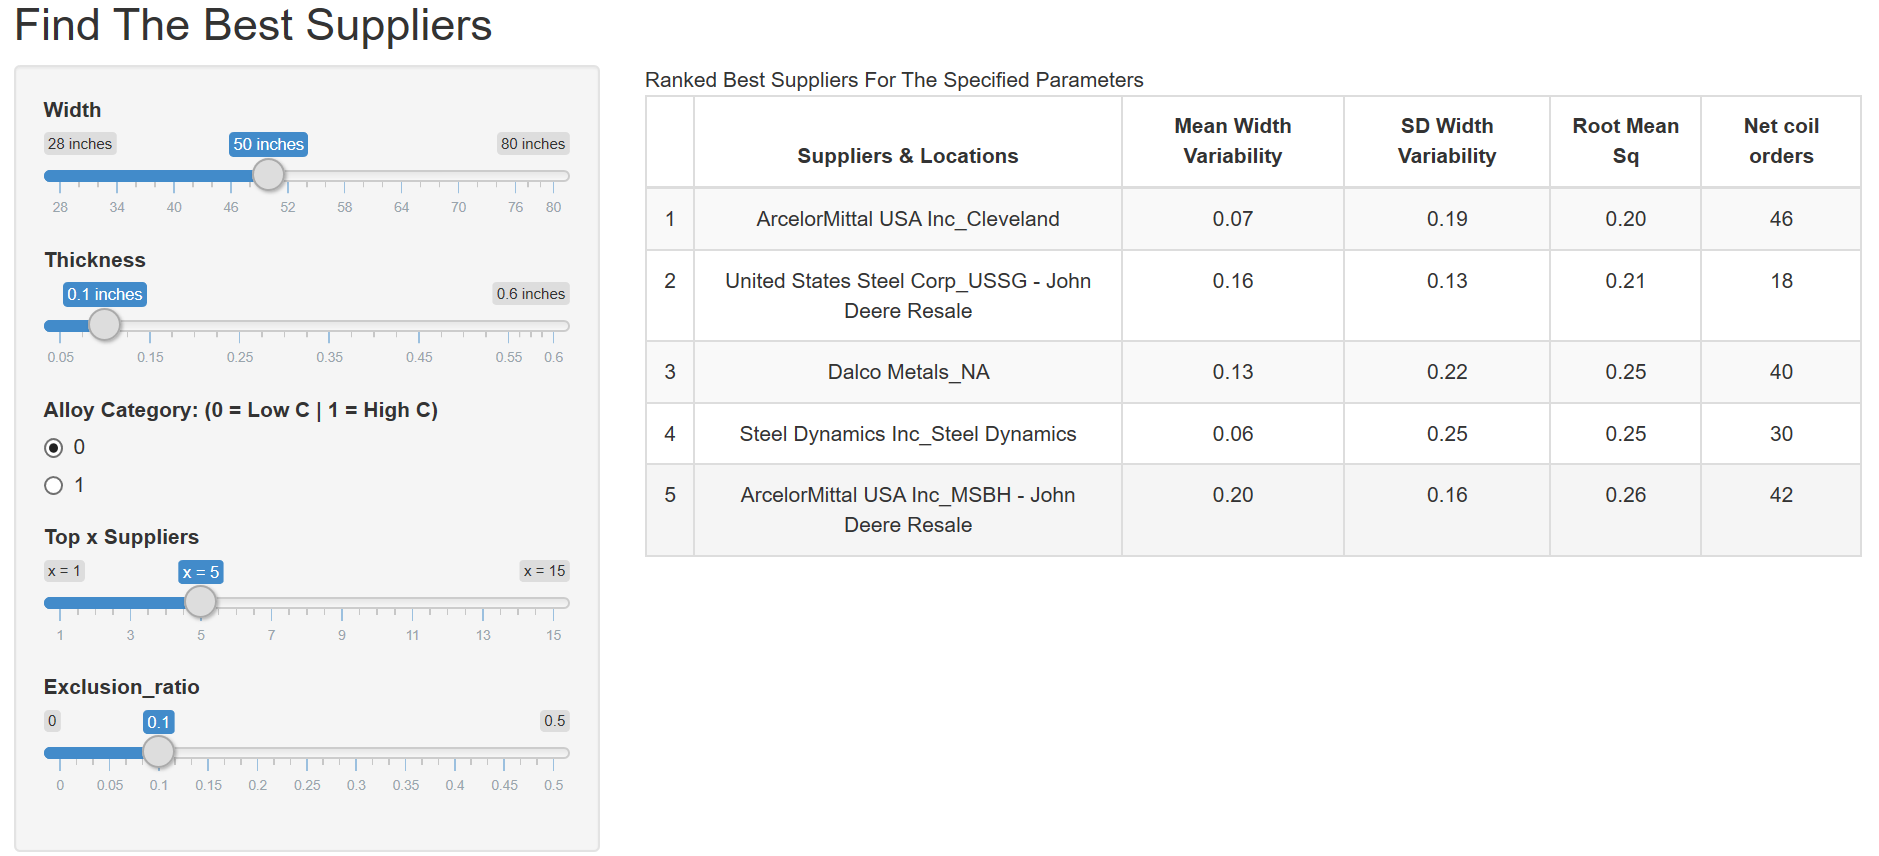 Find The Best Suppliers
Width
28 inches 50 inches 80 inches
28 34 40 46 52 58 64 70 76 80
Thickness
0.1 inches 0.6 inches
0.05 0.15 0.25 0.35 0.45 0.55 0.6
Alloy Category: (0 = Low C | 1 = High C)
0
1
Top x Suppliers
x = 1 x = 5 x = 15
1 3 5 7 9 11 13 15
Exclusion_ratio
0 0.1 0.5
0 0.05 0.1 0.15 0.2 0.25 0.3 0.35 0.4 0.45 0.5
Ranked Best Suppliers For The Specified Parameters
Mean Width SD Width Root Mean Net coil
Suppliers & Locations Variability Variability Sq orders
1 ArcelorMittal USA Inc_Cleveland 0.07 0.19 0.20 46
2 United States Steel Corp_USSG - John 0.16 0.13 0.21 18
Deere Resale
3 Dalco Metals_NA 0.13 0.22 0.25 40
4 Steel Dynamics Inc_Steel Dynamics 0.06 0.25 0.25 30
5 ArcelorMittal USA Inc_MSBH - John 0.20 0.16 0.26 42
Deere Resale